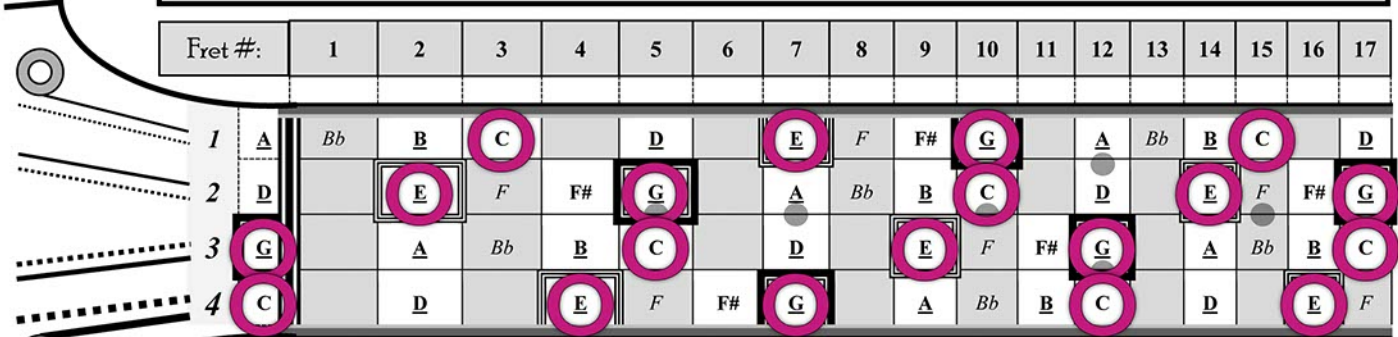 Fret #: 1 2 3 4 5 6 7 8 9 10 11 12 13 14 15 16 17
1 A Bb B C D E F F# G A Bb B C D
2 D E F F# G A Bb B C D E F F# G
3 G A Bb B C D E F F# G A Bb B C
4 C D E F F# G A Bb B C D E F